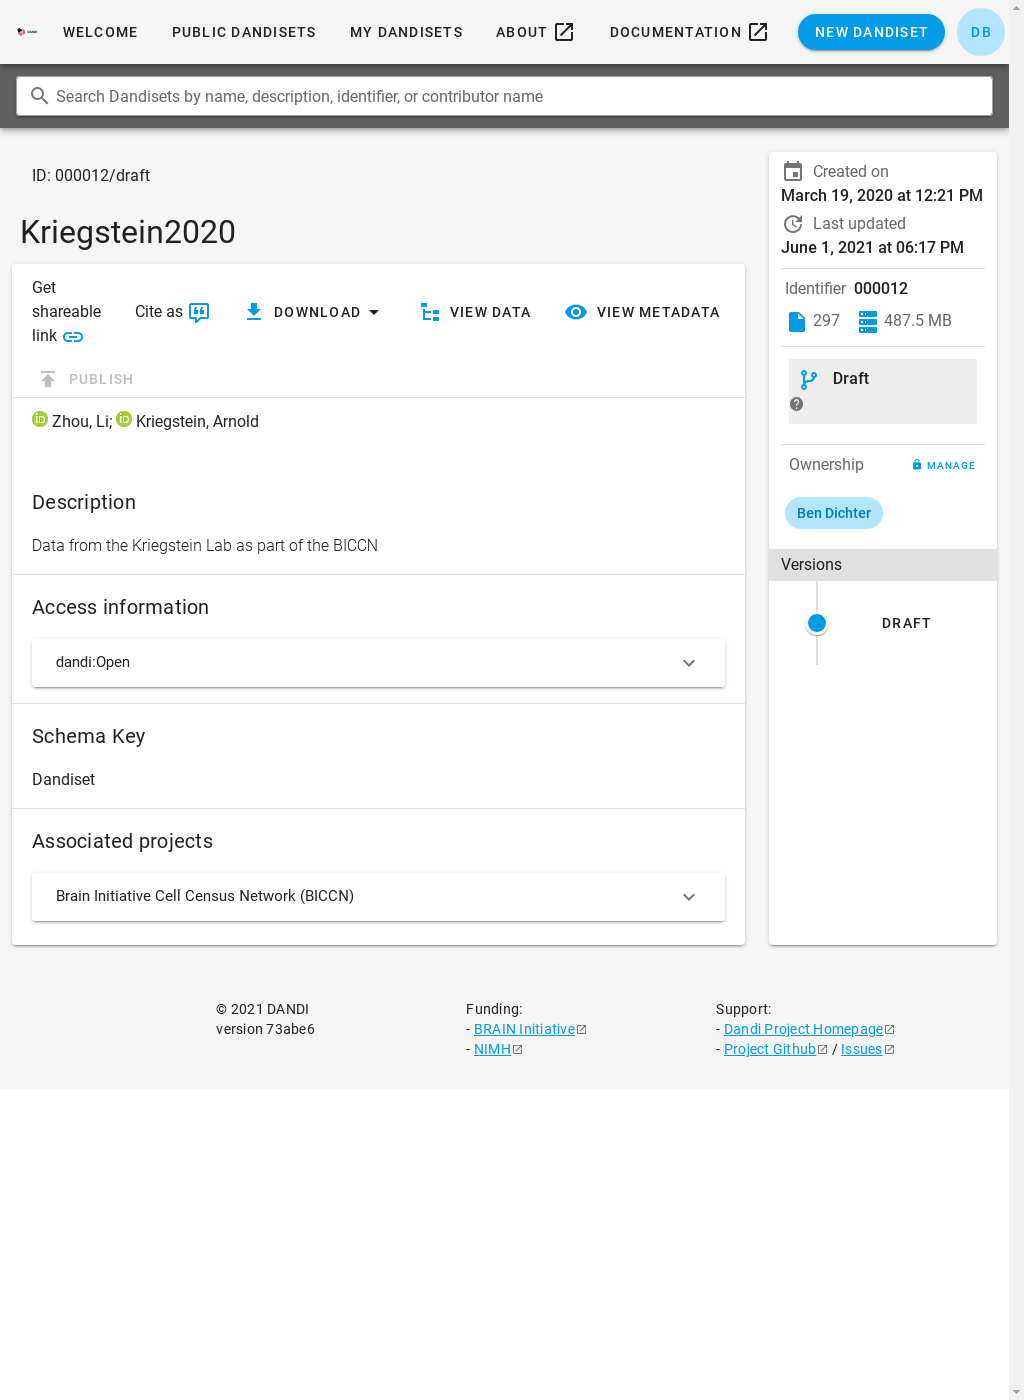 WELCOME PUBLIC DANDISETS MY DANDISETS ABOUT DOCUMENTATION NEW DANDISET DB
Search Dandisets by name, description, identifier, or contributor name
ID: 000012/draft
Kriegstein2020
Get
shareable
link
Cite as
DOWNLOAD
VIEW DATA
VIEW METADATA
PUBLISH
Zhou, Li; Kriegstein, Arnold
Description
Data from the Kriegstein Lab as part of the BICCN
Access information
dandi:Open
Schema Key
Dandiset
Associated projects
Brain Initiative Cell Census Network (BICCN)
Created on
March 19, 2020 at 12:21 PM
Last updated
June 1, 2021 at 06:17 PM
Identifier 000012
297 487.5 MB
Draft
Ownership MANAGE
Ben Dichter
Versions
DRAFT
© 2021 DANDI
version 73abe6
Funding:
- BRAIN Initiative
- NIMH
Support:
- Dandi Project Homepage
- Project Github / Issues